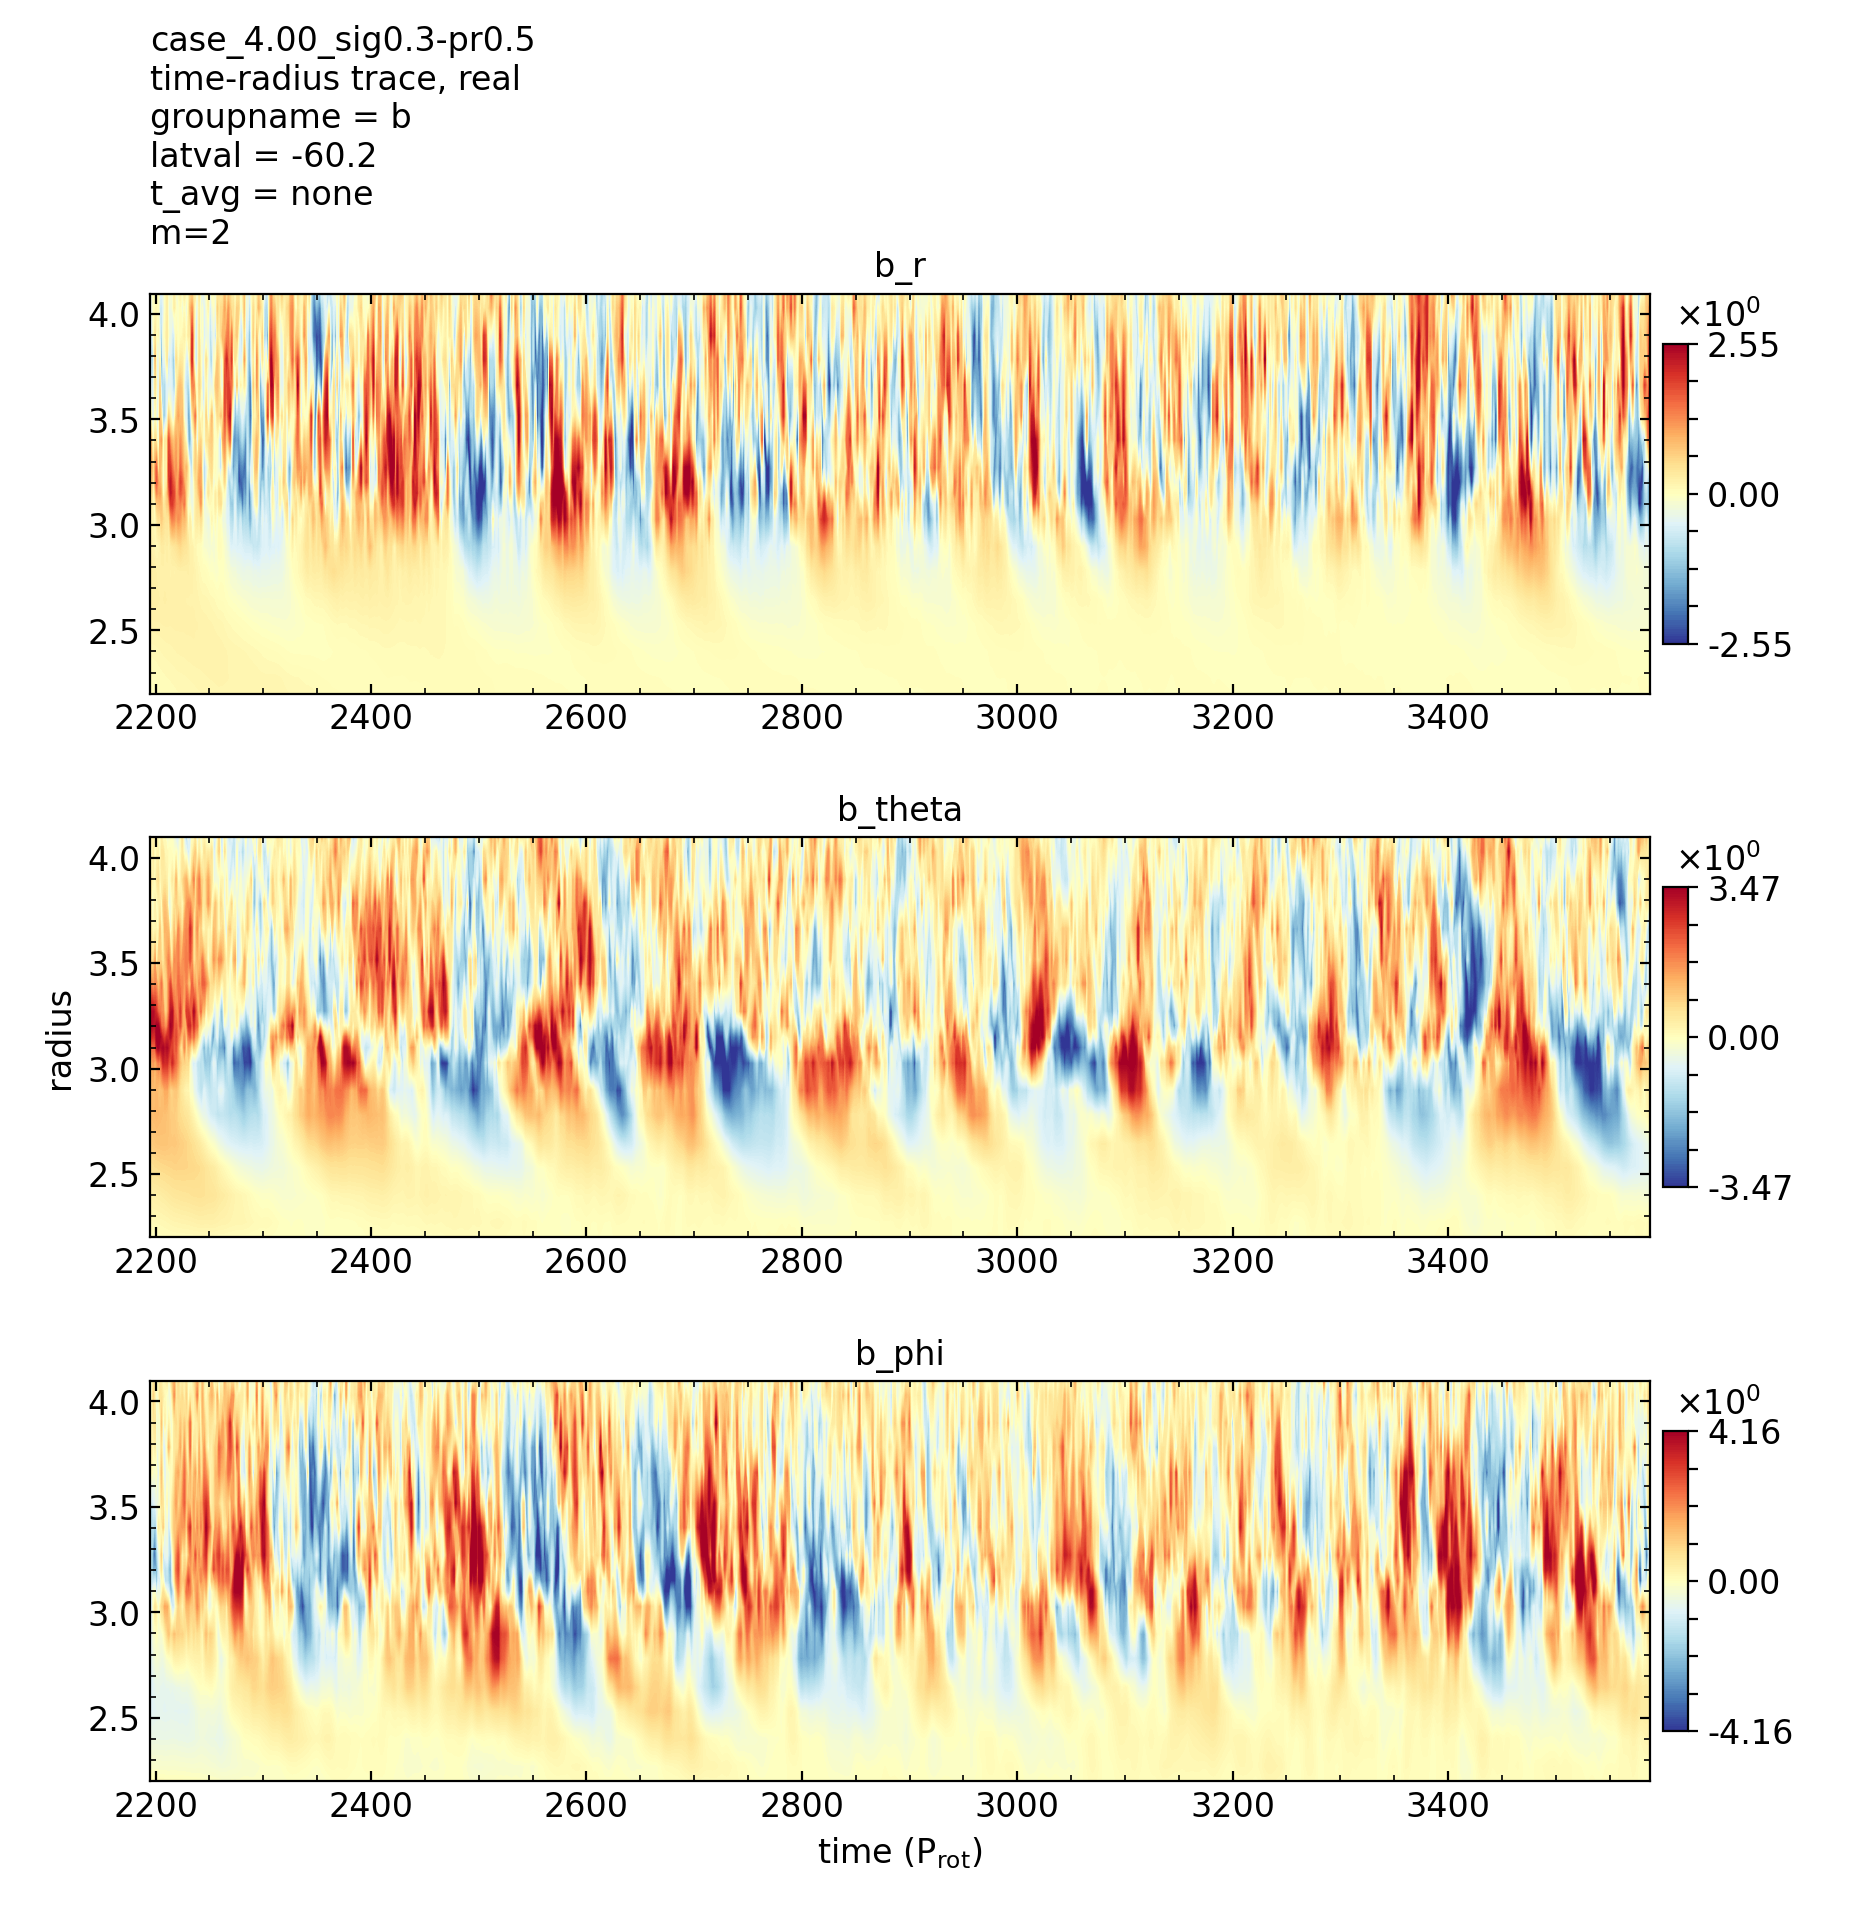 case_4.00_sig0.3-pr0.5
time-radius trace, real
groupname = b
latval = -60.2
t_avg = none
m=2
b_r
4.0
3.5
3.0
2.5
2200 2400 2600 2800 3000 3200 3400
×10⁰
2.55
0.00
-2.55
b_theta
radius
4.0
3.5
3.0
2.5
2200 2400 2600 2800 3000 3200 3400
×10⁰
3.47
0.00
-3.47
b_phi
4.0
3.5
3.0
2.5
2200 2400 2600 2800 3000 3200 3400
time (P_rot)
×10⁰
4.16
0.00
-4.16